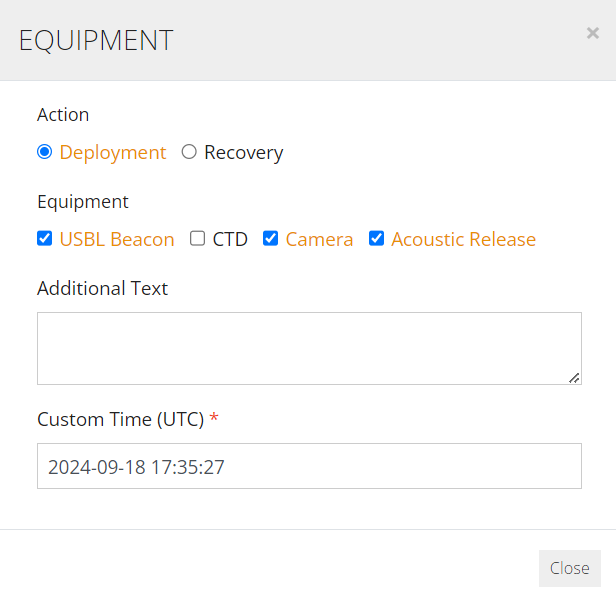 EQUIPMENT ×
Action
Deployment Recovery
Equipment
USBL Beacon CTD Camera Acoustic Release
Additional Text
Custom Time (UTC) *
2024-09-18 17:35:27
Close